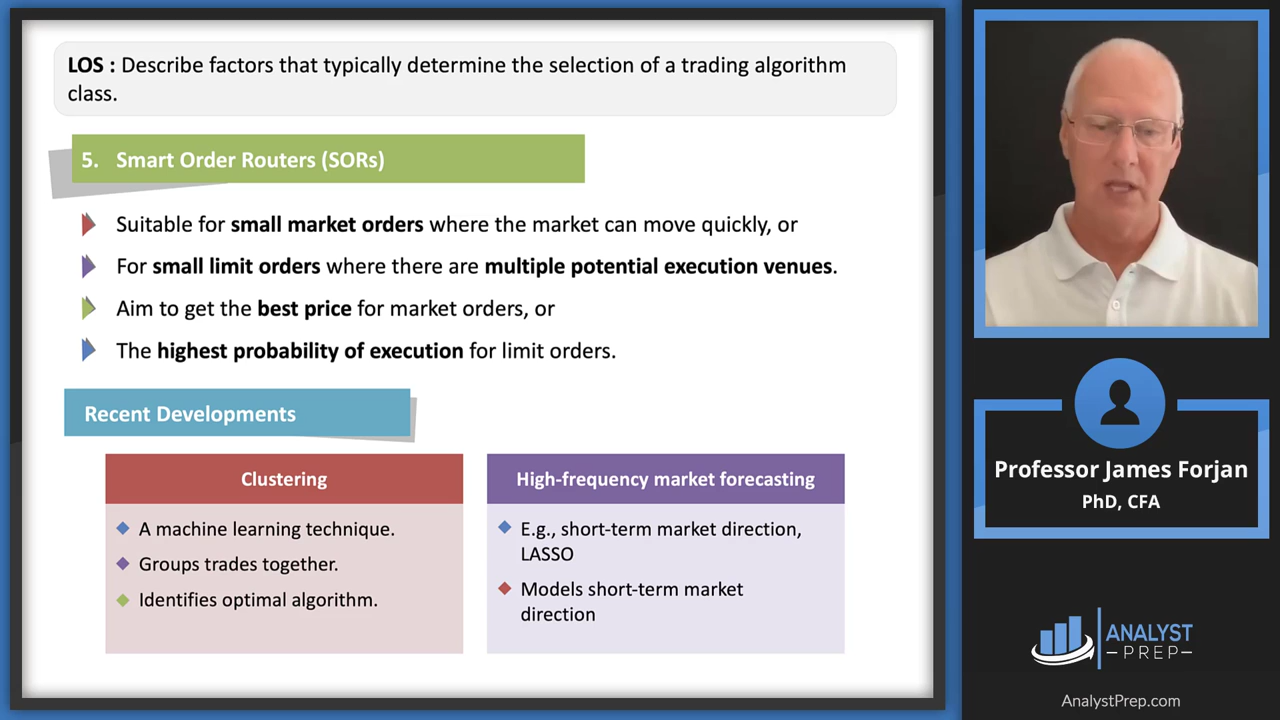 LOS : Describe factors that typically determine the selection of a trading algorithm
class.
5. Smart Order Routers (SORs)
Suitable for small market orders where the market can move quickly, or
For small limit orders where there are multiple potential execution venues.
Aim to get the best price for market orders, or
The highest probability of execution for limit orders.
Recent Developments
Clustering
A machine learning technique.
Groups trades together.
Identifies optimal algorithm.
High-frequency market forecasting
E.g., short-term market direction,
LASSO
Models short-term market
direction
Professor James Forjan
PhD, CFA
ANALYST
PREP
AnalystPrep.com